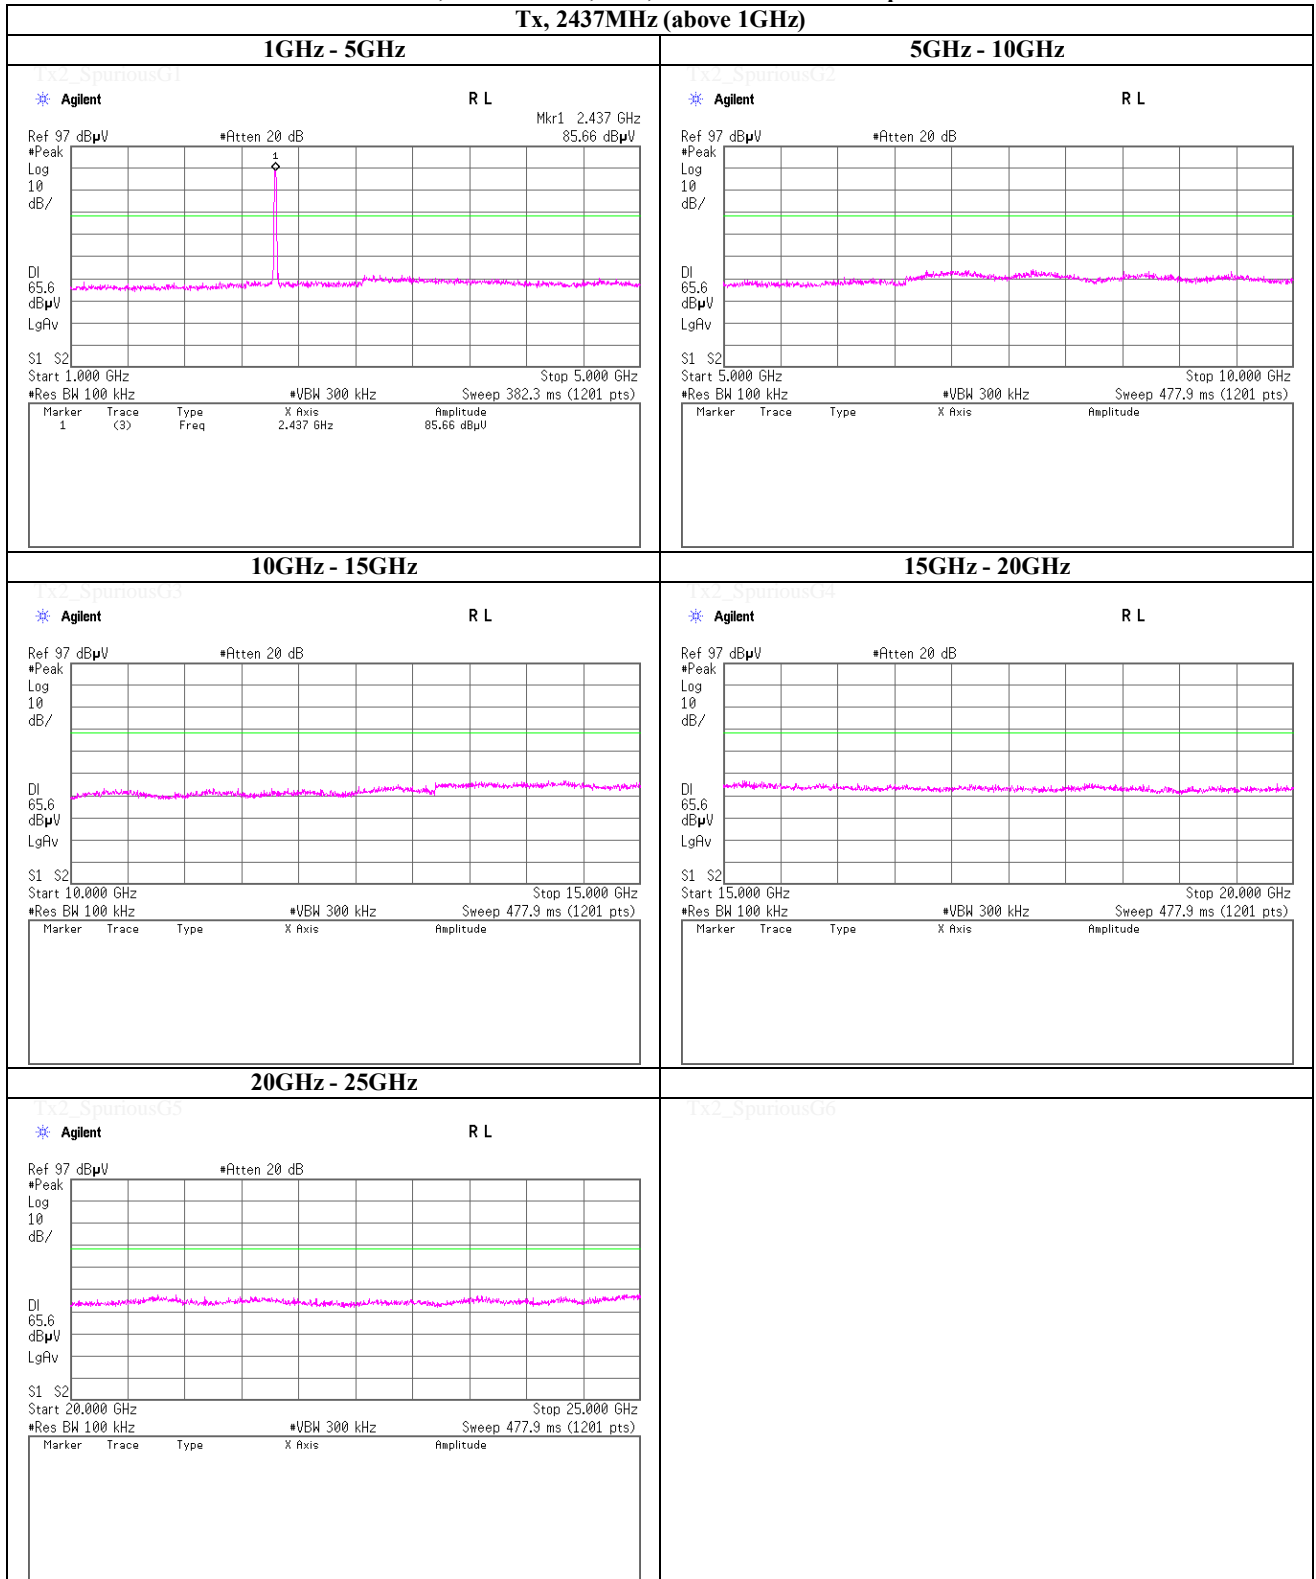 Tx, 2437MHz (above 1GHz)
1GHz - 5GHz
5GHz - 10GHz
Tx2_SpuriousG1
Agilent
R L
Mkr1 2.437 GHz
Ref 97 dBµV
#Atten 20 dB
85.66 dBµV
#Peak
Log
10
dB/
1
DI
65.6
dBµV
LgAv
S1 S2
Start 1.000 GHz
Stop 5.000 GHz
#Res BW 100 kHz
#VBW 300 kHz
Sweep 382.3 ms (1201 pts)
Marker Trace Type X Axis Amplitude
1 (3) Freq 2.437 GHz 85.66 dBµV
Tx2_SpuriousG2
Agilent
R L
Ref 97 dBµV
#Atten 20 dB
#Peak
Log
10
dB/
DI
65.6
dBµV
LgAv
S1 S2
Start 5.000 GHz
Stop 10.000 GHz
#Res BW 100 kHz
#VBW 300 kHz
Sweep 477.9 ms (1201 pts)
Marker Trace Type X Axis Amplitude
10GHz - 15GHz
15GHz - 20GHz
Tx2_SpuriousG3
Agilent
R L
Ref 97 dBµV
#Atten 20 dB
#Peak
Log
10
dB/
DI
65.6
dBµV
LgAv
S1 S2
Start 10.000 GHz
Stop 15.000 GHz
#Res BW 100 kHz
#VBW 300 kHz
Sweep 477.9 ms (1201 pts)
Marker Trace Type X Axis Amplitude
Tx2_SpuriousG4
Agilent
R L
Ref 97 dBµV
#Atten 20 dB
#Peak
Log
10
dB/
DI
65.6
dBµV
LgAv
S1 S2
Start 15.000 GHz
Stop 20.000 GHz
#Res BW 100 kHz
#VBW 300 kHz
Sweep 477.9 ms (1201 pts)
Marker Trace Type X Axis Amplitude
20GHz - 25GHz
Tx2_SpuriousG5
Agilent
R L
Ref 97 dBµV
#Atten 20 dB
#Peak
Log
10
dB/
DI
65.6
dBµV
LgAv
S1 S2
Start 20.000 GHz
Stop 25.000 GHz
#Res BW 100 kHz
#VBW 300 kHz
Sweep 477.9 ms (1201 pts)
Marker Trace Type X Axis Amplitude
Tx2_SpuriousG6